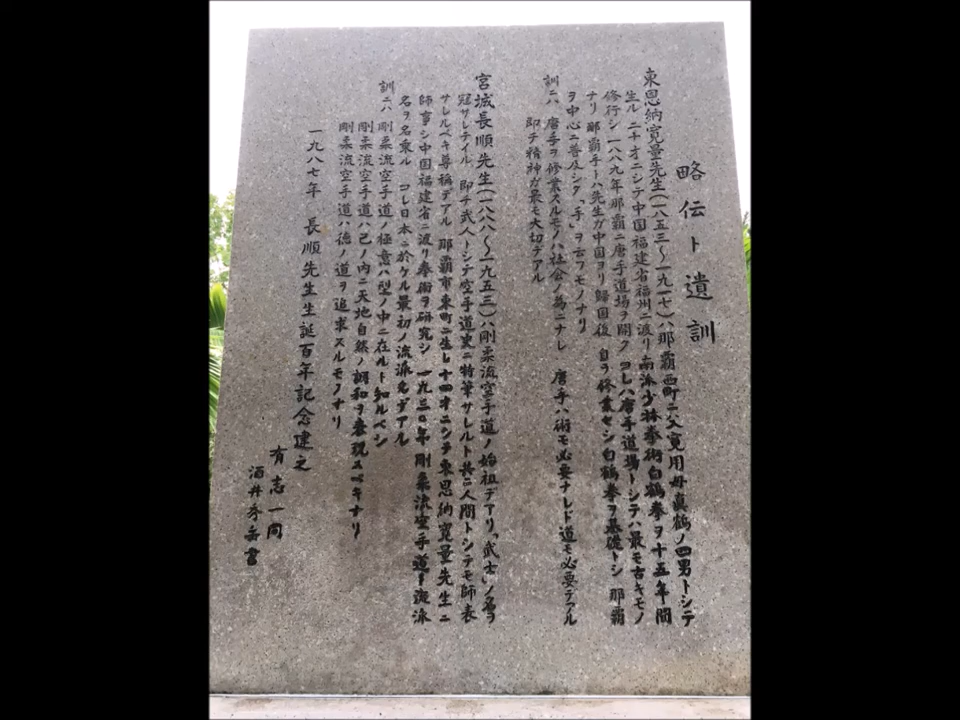 略伝ト遺訓
東恩納寛量先生(一八五三〜一九一七)ハ那覇西町ニ父寛用母真鶴ノ四男トシテ
生ル 二十才ニシテ中国福建省福州ニ渡リ南派少林拳術白鶴拳ヲ十五年間
修行シ一八八九年那覇ニ唐手道場ヲ開ク コレハ唐手道場トシテハ最モ古キモノ
ナリ 那覇手トハ先生ガ中国ヨリ帰国後 自ラ修業セシ白鶴拳ヲ基礎トシ 那覇
ヲ中心ニ普及シタ「手」ヲ云フモノナリ
訓ニハ 唐手ヲ修業スルモノハ社会ノ為ニナレ 唐手ハ術モ必要ナレド道モ必要デアル
即チ精神ガ最モ大切デアル
宮城長順先生(一八八八〜一九五三)ハ剛柔流空手道ノ始祖デアリ「武士」ノ名ヲ
冠サレテイル 即チ武人トシテ空手道史ニ特筆サレルト共ニ人間トシテモ師表
サレルベキ尊称デアル 那覇市東町ニ生レ十四才ニシテ東恩納寛量先生ニ
師事シ中国福建省ニ渡リ拳術ヲ研究シ 一九三〇年剛柔流空手道ト流派
名ヲ名乗ル コレ日本ニ於ケル最初ノ流派名デアル
訓ニハ 剛柔流空手道ノ極意ハ型ノ中ニ在ルト知ルベシ
剛柔流空手道ハ己ノ内ニ天地自然ノ調和ヲ表現スベキナリ
剛柔流空手道ハ徳ノ道ヲ追求スルモノナリ
一九八七年 長順先生生誕百年記念建之
有志一同
酒井秀岳書